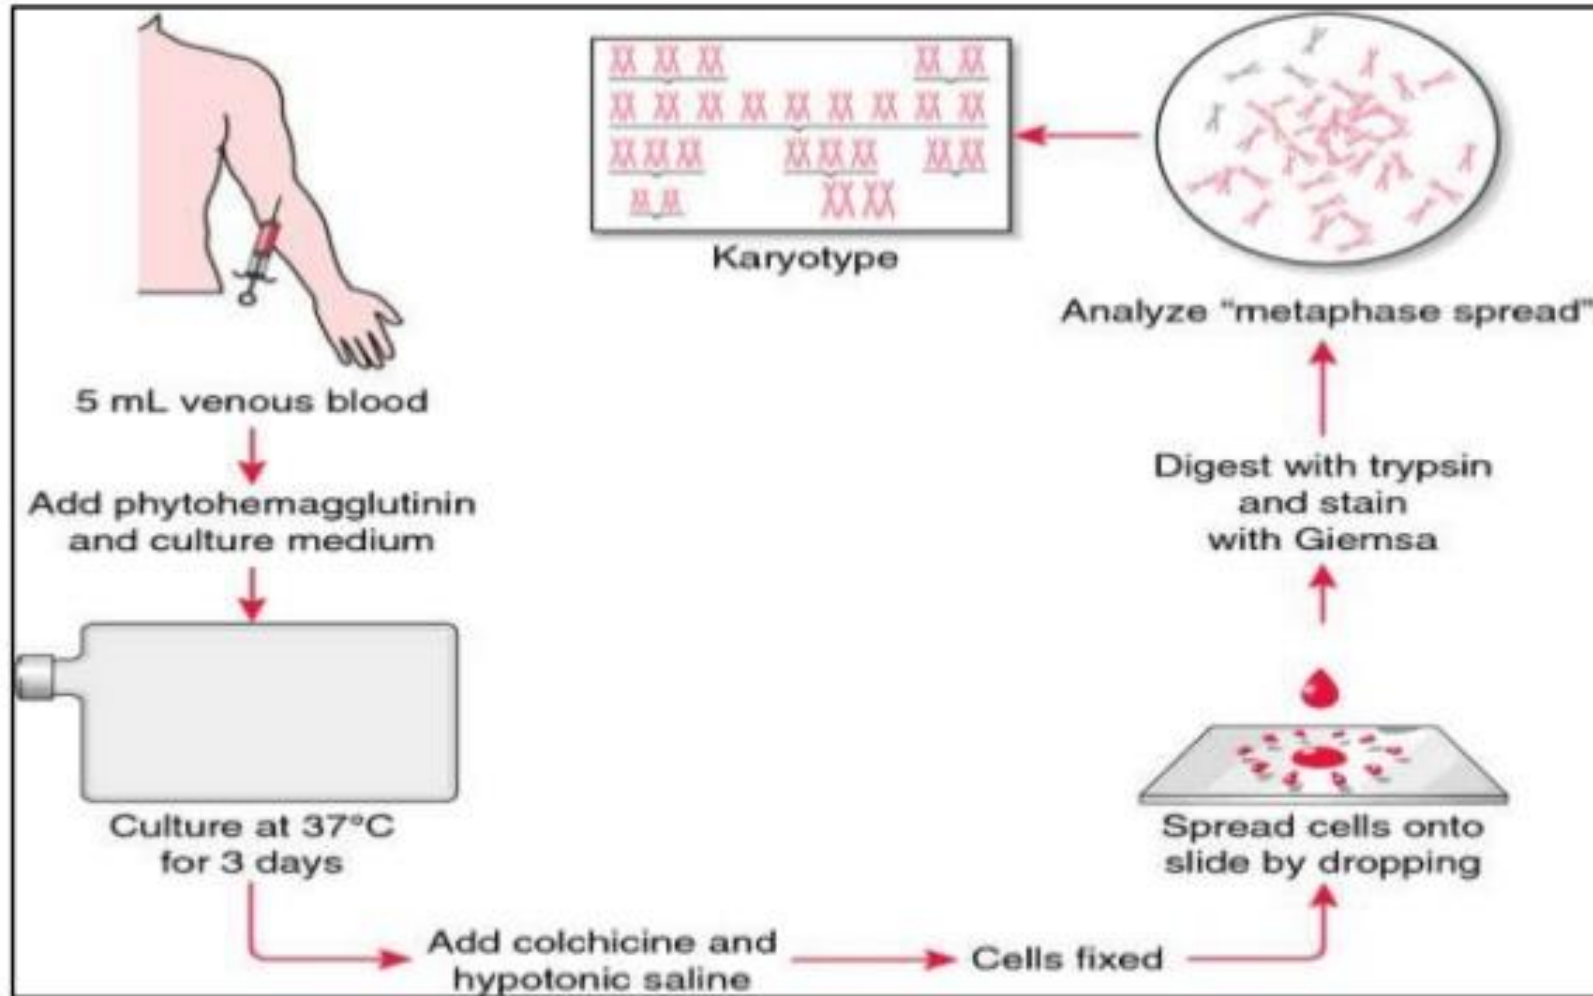 5 mL venous blood
Add phytohemagglutinin
and culture medium
Culture at 37°C
for 3 days
Add colchicine and
hypotonic saline
Cells fixed
Spread cells onto
slide by dropping
Digest with trypsin
and stain
with Giemsa
Analyze “metaphase spread”
Karyotype